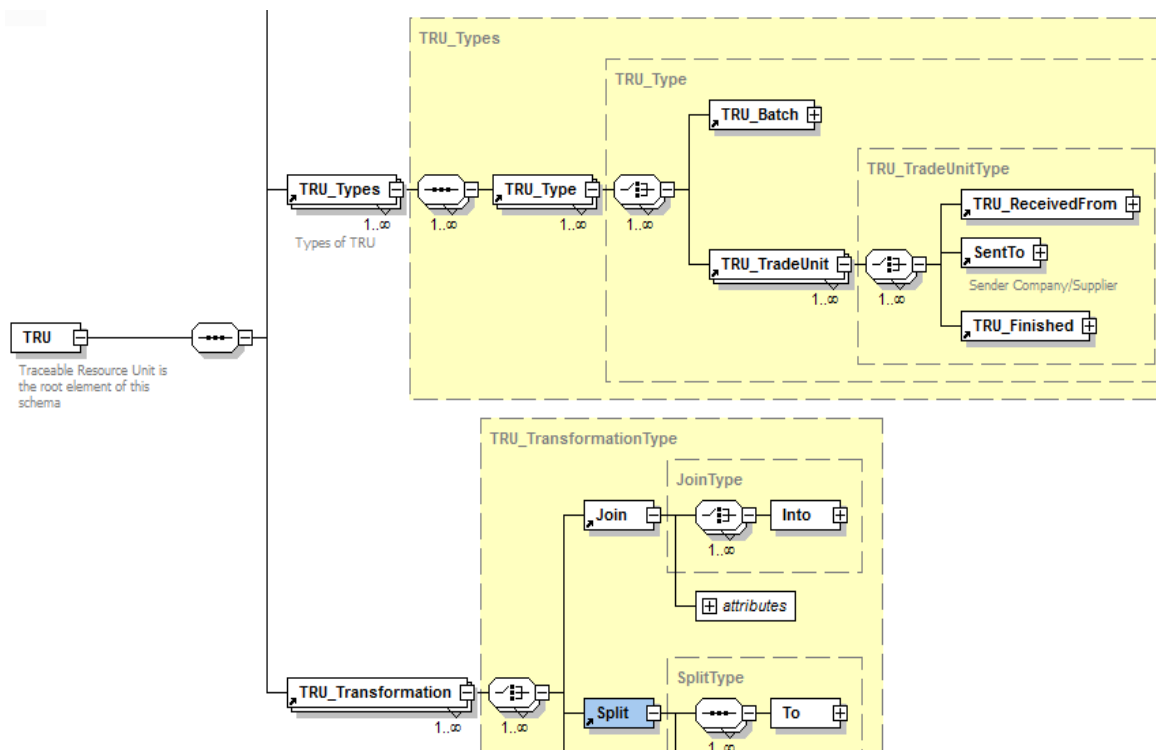 TRU_Types
TRU_Type
TRU_Batch
TRU_TradeUnitType
TRU_Types
1..∞
Types of TRU
1..∞
TRU_Type
1..∞
1..∞
TRU_ReceivedFrom
TRU_TradeUnit
1..∞
1..∞
SentTo
Sender Company/Supplier
TRU_Finished
TRU
Traceable Resource Unit is
the root element of this
schema
TRU_TransformationType
JoinType
Join
1..∞
Into
attributes
SplitType
TRU_Transformation
1..∞
1..∞
Split
1..∞
To